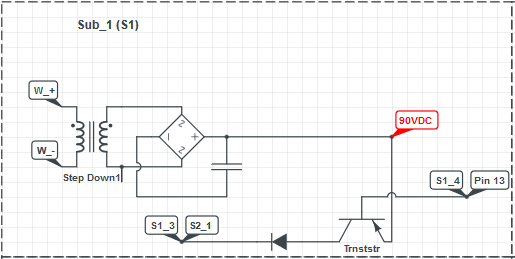 Sub_1 (S1)
W_+
90VDC
W_-
Step Down1
S1_4 Pin 13
S1_3 S2_1
Trnststr